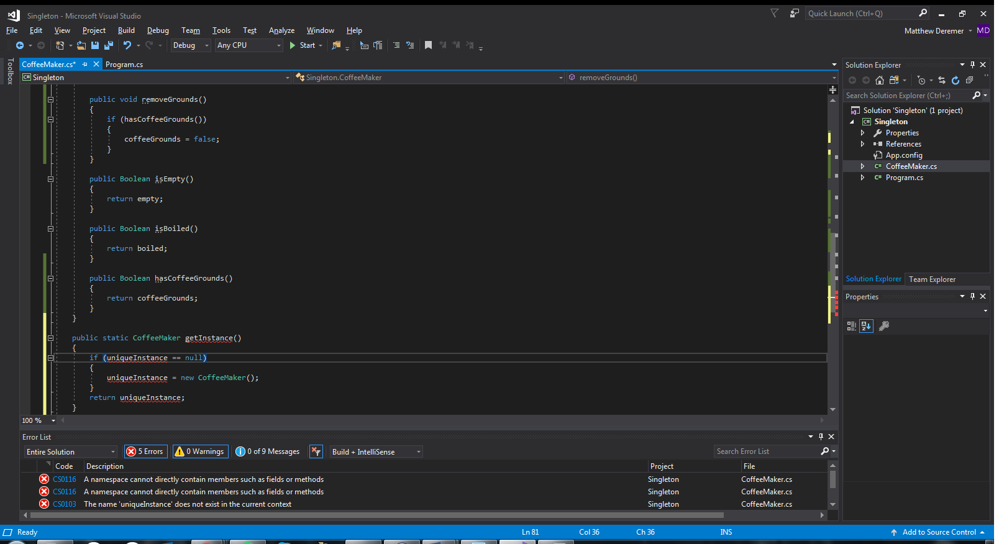 Singleton - Microsoft Visual Studio
Quick Launch (Ctrl+Q)
File Edit View Project Build Debug Team Tools Test Analyze Window Help
Matthew Deremer MD
Debug Any CPU Start
Toolbox
CoffeeMaker.cs* Program.cs
C# Singleton Singleton.CoffeeMaker removeGrounds()
public void removeGrounds()
{
if (hasCoffeeGrounds())
{
coffeeGrounds = false;
}
}
public Boolean isEmpty()
{
return empty;
}
public Boolean isBoiled()
{
return boiled;
}
public Boolean hasCoffeeGrounds()
{
return coffeeGrounds;
}
}
public static CoffeeMaker getInstance()
{
if (uniqueInstance == null)
{
uniqueInstance = new CoffeeMaker();
}
return uniqueInstance;
}
100 %
Solution Explorer
Search Solution Explorer (Ctrl+;)
Solution 'Singleton' (1 project)
C# Singleton
Properties
References
App.config
C# CoffeeMaker.cs
C# Program.cs
Solution Explorer Team Explorer
Properties
Error List
Entire Solution 5 Errors 0 Warnings 0 of 9 Messages Build + IntelliSense Search Error List
Code Description Project File
CS0116 A namespace cannot directly contain members such as fields or methods Singleton CoffeeMaker.cs
CS0116 A namespace cannot directly contain members such as fields or methods Singleton CoffeeMaker.cs
CS0103 The name 'uniqueInstance' does not exist in the current context Singleton CoffeeMaker.cs
Ready Ln 81 Col 36 Ch 36 INS Add to Source Control